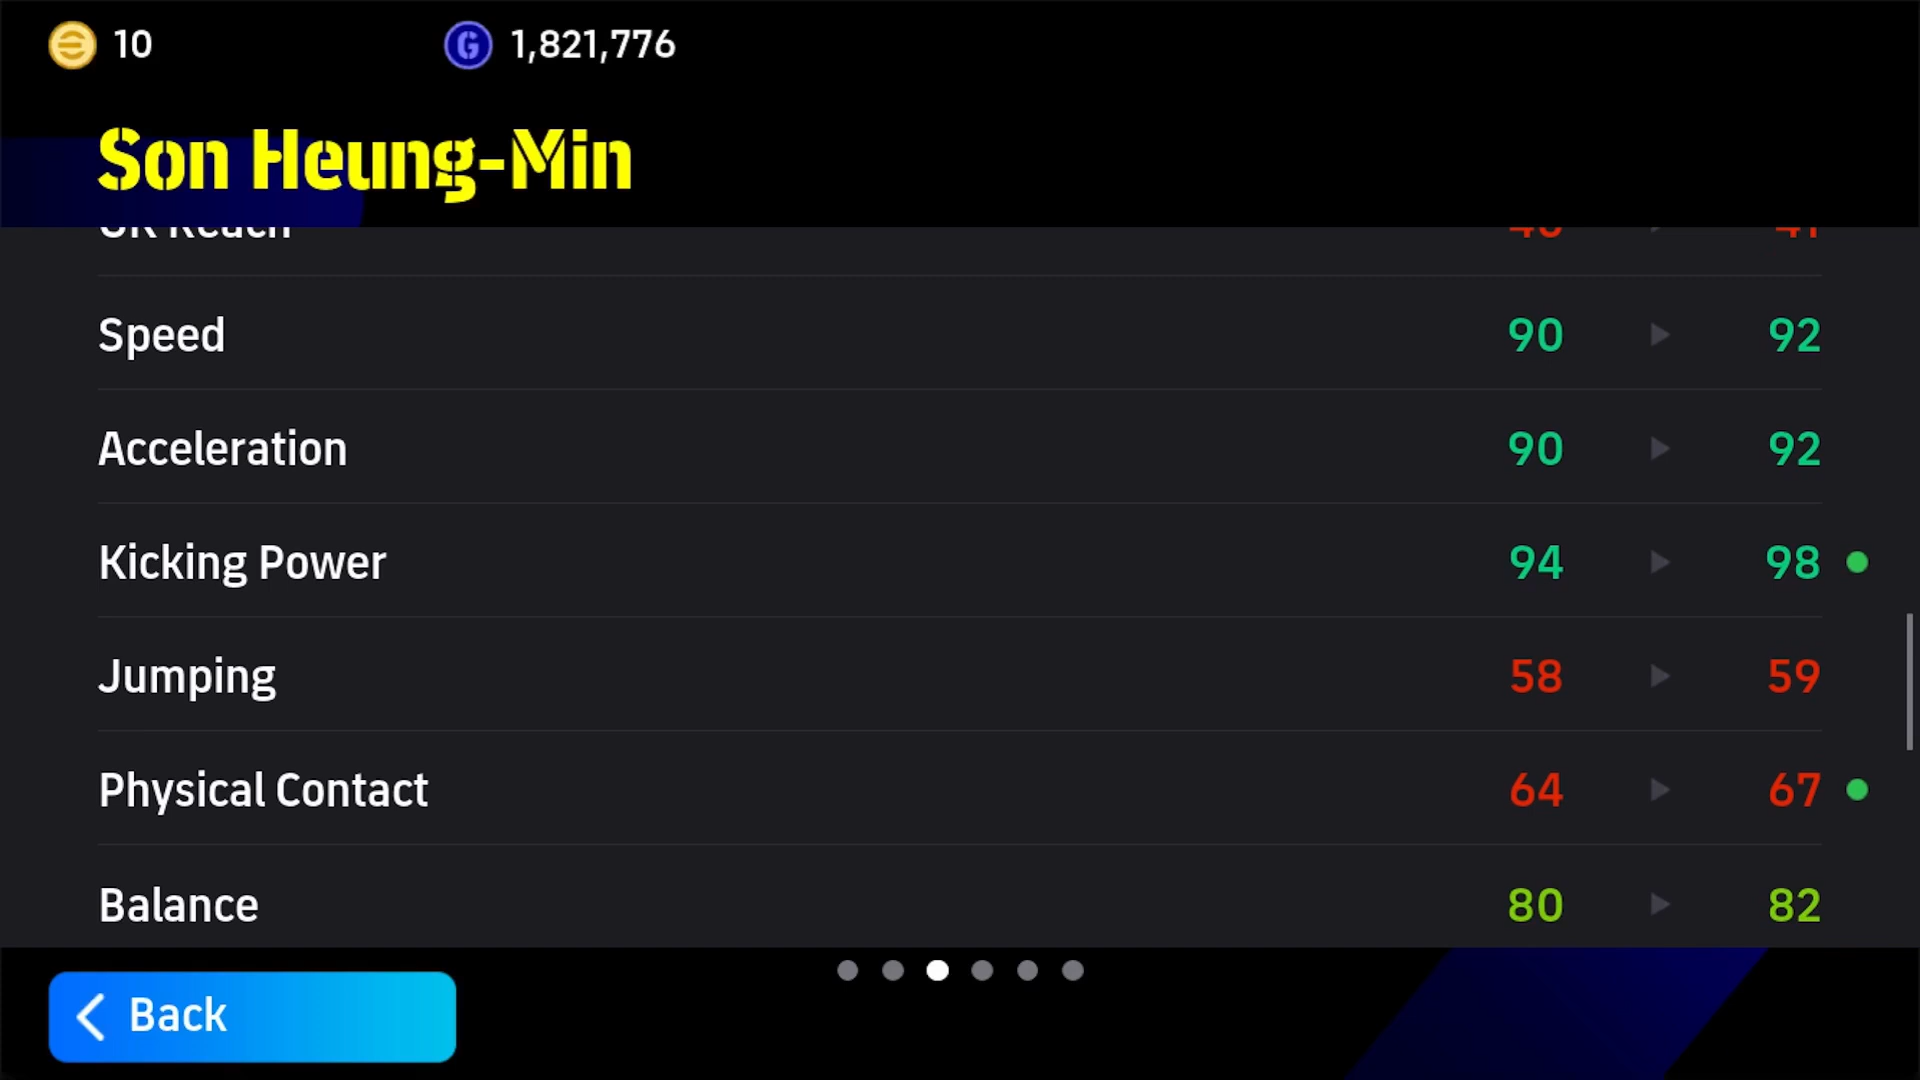 10
1,821,776
Son Heung-Min
Speed 90 92
Acceleration 90 92
Kicking Power 94 98
Jumping 58 59
Physical Contact 64 67
Balance 80 82
Back